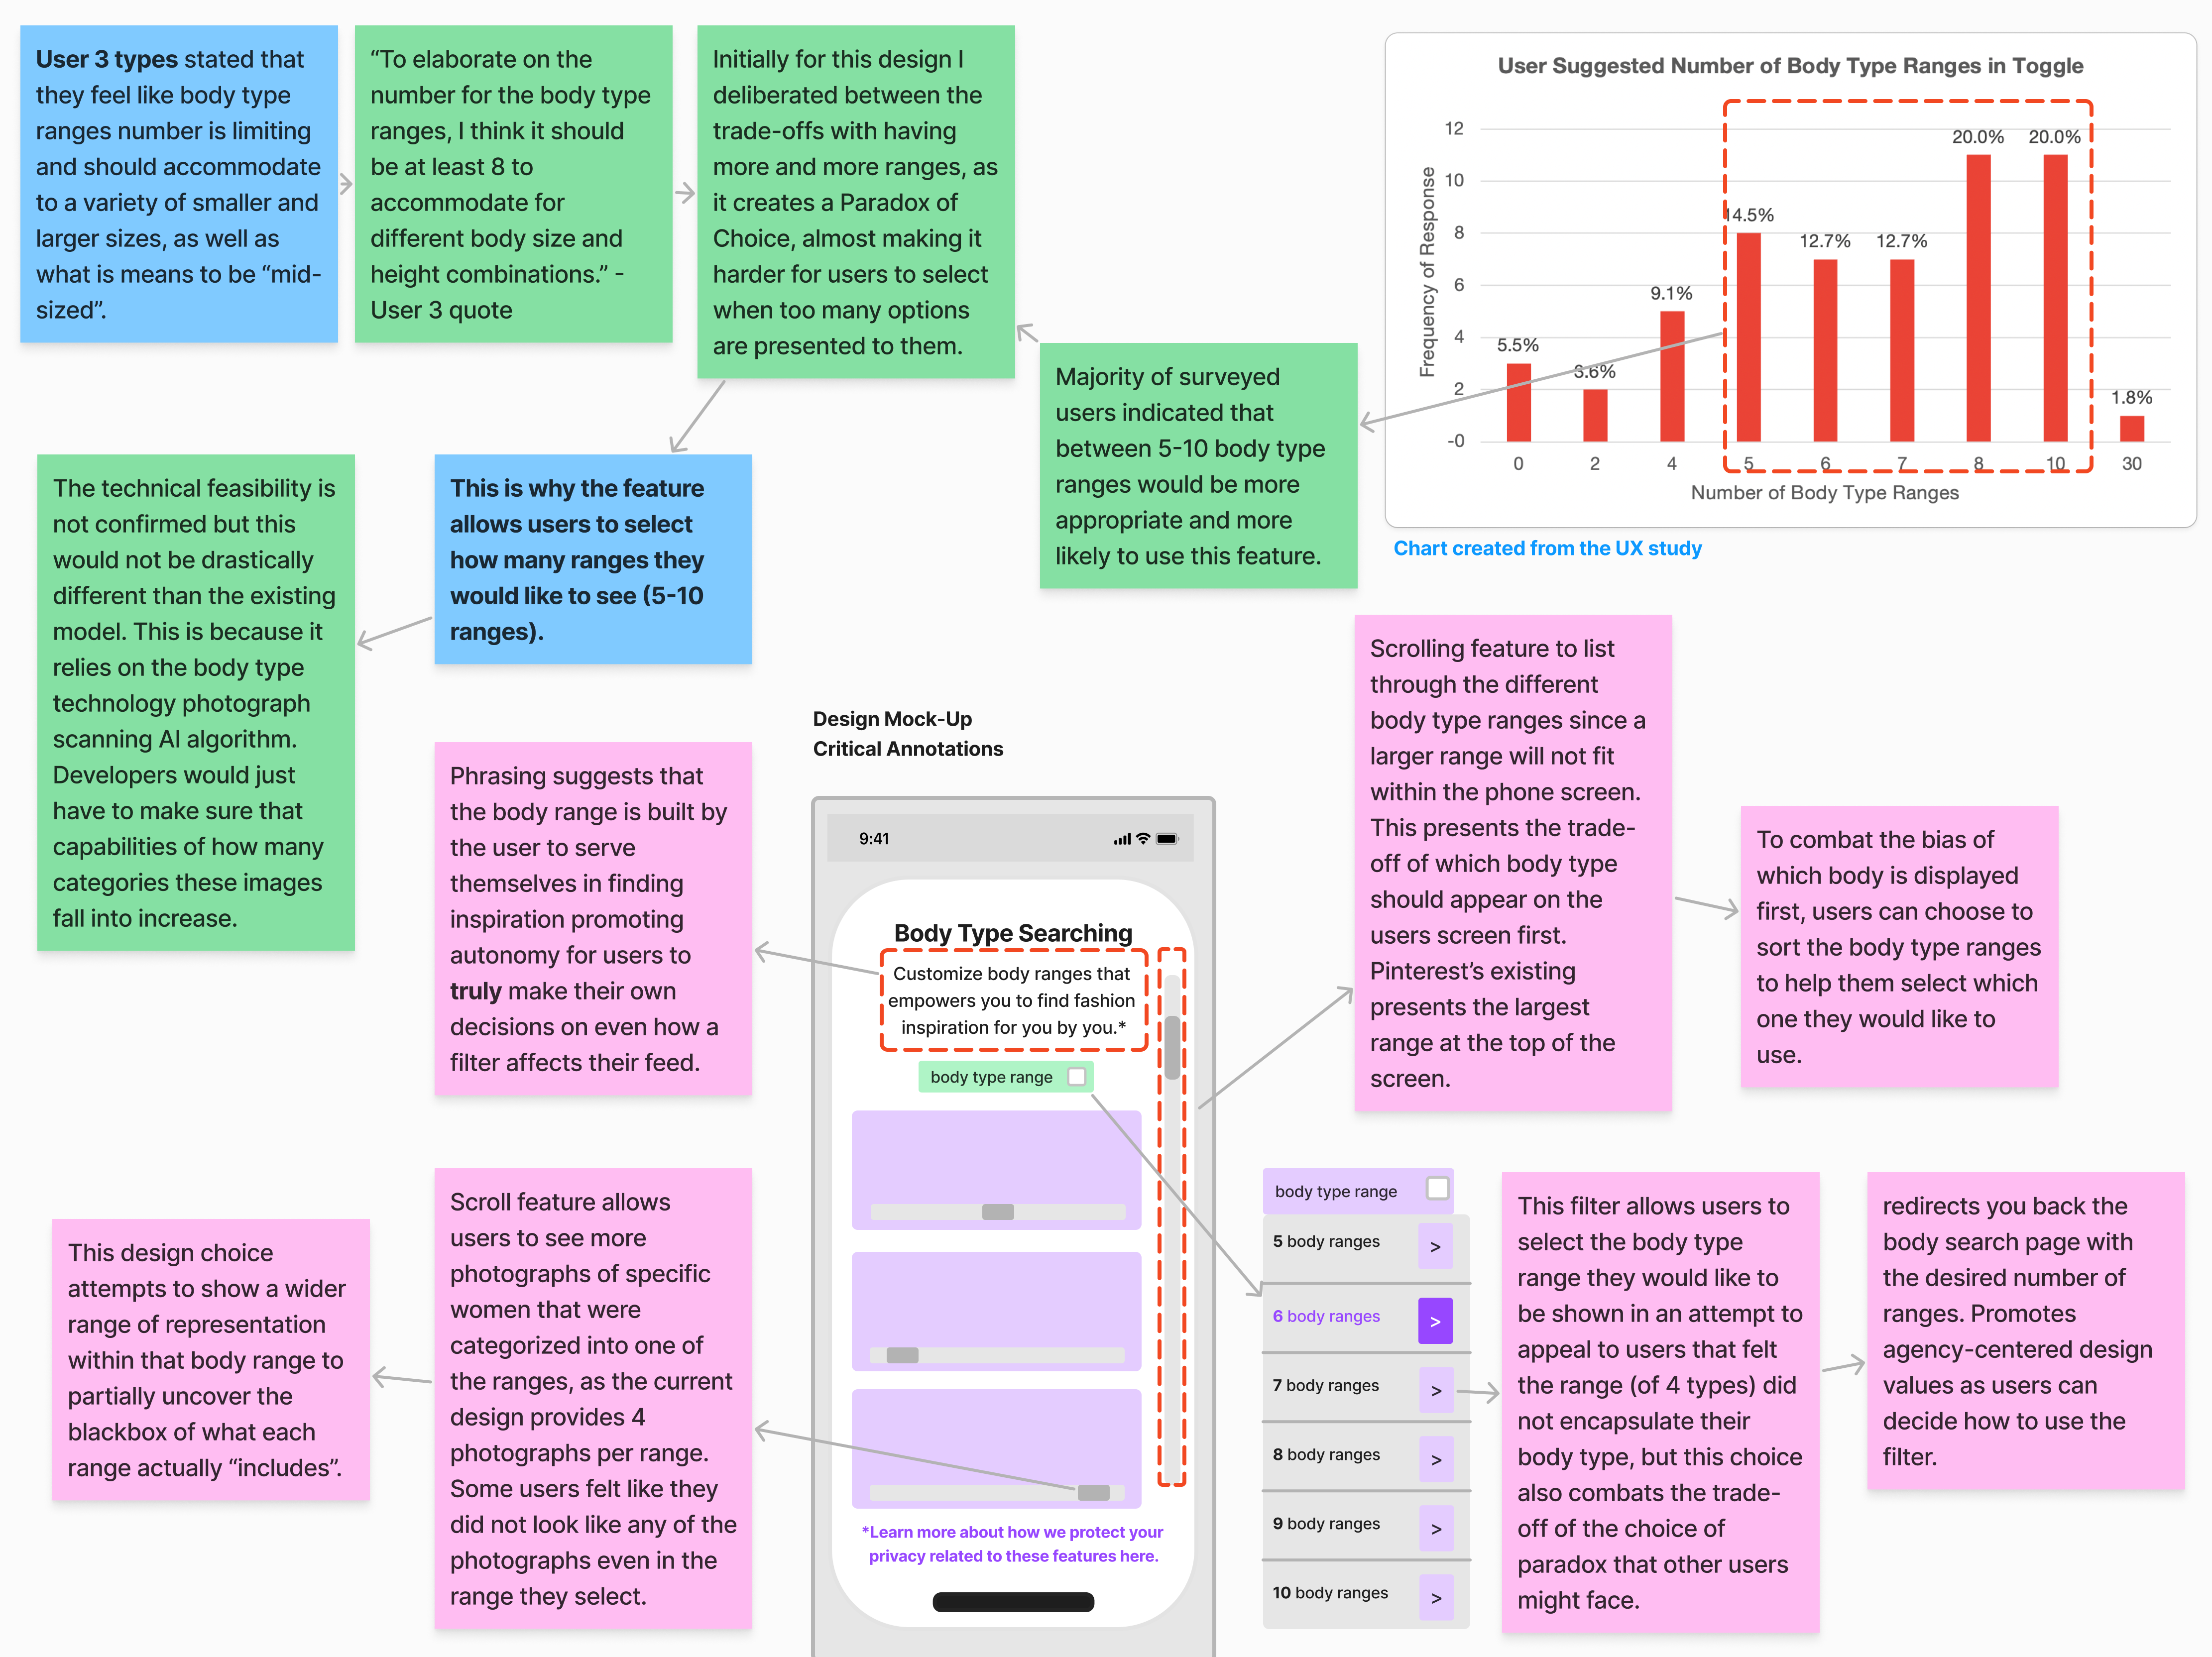 User 3 types stated that
they feel like body type
ranges number is limiting
and should accommodate
to a variety of smaller and
larger sizes, as well as
what is means to be “mid-
sized”.
“To elaborate on the
number for the body type
ranges, I think it should
be at least 8 to
accommodate for
different body size and
height combinations.” -
User 3 quote
Initially for this design I
deliberated between the
trade-offs with having
more and more ranges, as
it creates a Paradox of
Choice, almost making it
harder for users to select
when too many options
are presented to them.
Majority of surveyed
users indicated that
between 5-10 body type
ranges would be more
appropriate and more
likely to use this feature.
User Suggested Number of Body Type Ranges in Toggle
Frequency of Response
12
10
8
6
4
2
-0
5.5%
3.6%
9.1%
14.5%
12.7%
12.7%
20.0%
20.0%
1.8%
0 2 4 5 6 7 8 10 30
Number of Body Type Ranges
Chart created from the UX study
The technical feasibility is
not confirmed but this
would not be drastically
different than the existing
model. This is because it
relies on the body type
technology photograph
scanning AI algorithm.
Developers would just
have to make sure that
capabilities of how many
categories these images
fall into increase.
This is why the feature
allows users to select
how many ranges they
would like to see (5-10
ranges).
Phrasing suggests that
the body range is built by
the user to serve
themselves in finding
inspiration promoting
autonomy for users to
truly make their own
decisions on even how a
filter affects their feed.
Design Mock-Up
Critical Annotations
9:41
Body Type Searching
Customize body ranges that
empowers you to find fashion
inspiration for you by you.*
body type range
*Learn more about how we protect your
privacy related to these features here.
Scrolling feature to list
through the different
body type ranges since a
larger range will not fit
within the phone screen.
This presents the trade-
off of which body type
should appear on the
users screen first.
Pinterest’s existing
presents the largest
range at the top of the
screen.
To combat the bias of
which body is displayed
first, users can choose to
sort the body type ranges
to help them select which
one they would like to
use.
This design choice
attempts to show a wider
range of representation
within that body range to
partially uncover the
blackbox of what each
range actually “includes”.
Scroll feature allows
users to see more
photographs of specific
women that were
categorized into one of
the ranges, as the current
design provides 4
photographs per range.
Some users felt like they
did not look like any of the
photographs even in the
range they select.
body type range
5 body ranges >
6 body ranges >
7 body ranges >
8 body ranges >
9 body ranges >
10 body ranges >
This filter allows users to
select the body type
range they would like to
be shown in an attempt to
appeal to users that felt
the range (of 4 types) did
not encapsulate their
body type, but this choice
also combats the trade-
off of the choice of
paradox that other users
might face.
redirects you back the
body search page with
the desired number of
ranges. Promotes
agency-centered design
values as users can
decide how to use the
filter.